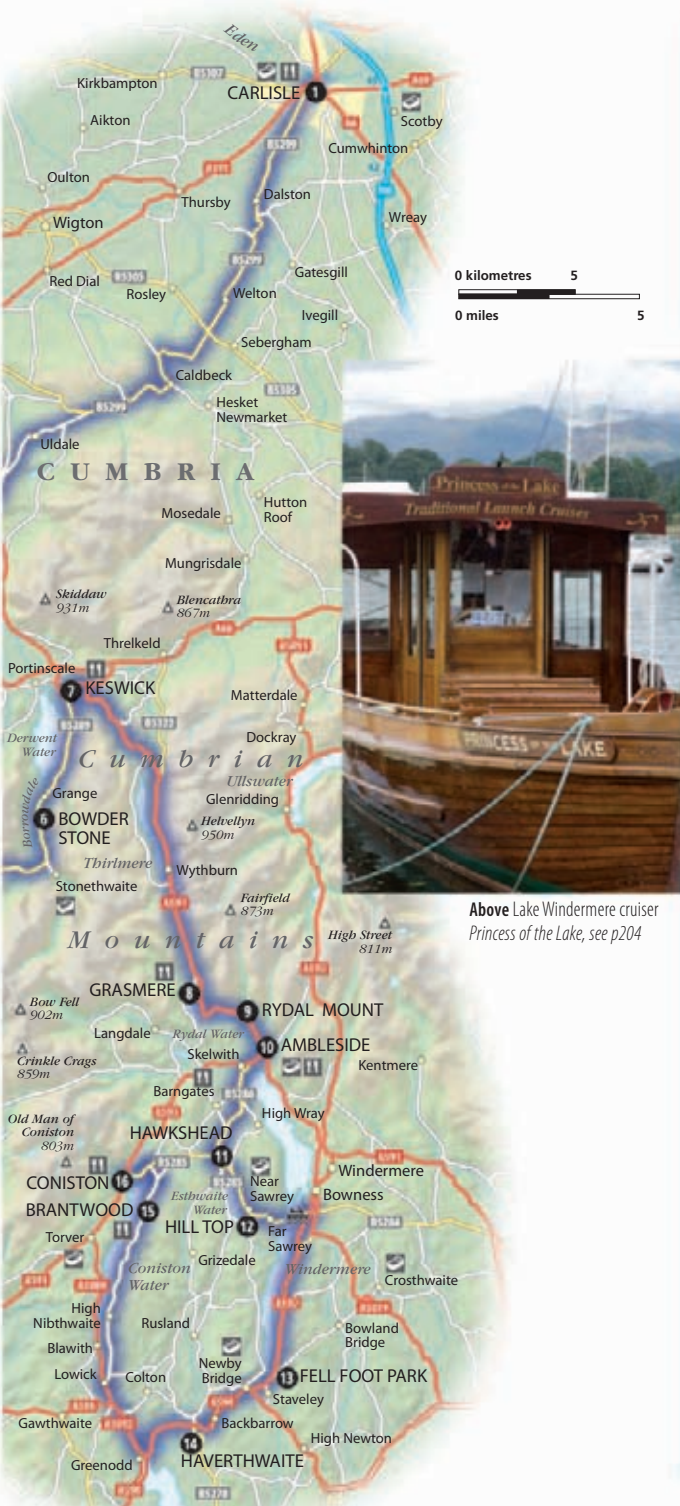 Eden
Kirkbampton
B5307
CARLISLE
1
Aikton
Scotby
Cumwhinton
B5299
Oulton
Thursby
Dalston
Wigton
Wreay
B5299
Gatesgill
Red Dial
B5305
Rosley
Welton
Ivegill
Sebergham
0 kilometres 5
0 miles 5
Caldbeck
B5305
B5299
Hesket
Newmarket
Uldale
CUMBRIA
Mosedale
Hutton
Roof
Mungrisdale
Skiddaw
931m
Blencathra
867m
Threlkeld
Portinscale
7
KESWICK
B5289
B5322
Matterdale
Derwent
Water
Dockray
Cumbrian
Ullswater
Grange
Glenridding
Borrowdale
6
BOWDER
STONE
Helvellyn
950m
Thirlmere
Wythburn
Stonethwaite
Fairfield
873m
High Street
811m
Mountains
GRASMERE
8
9
RYDAL MOUNT
Bow Fell
902m
Langdale
Rydal Water
10
AMBLESIDE
Skelwith
Crinkle Crags
859m
Kentmere
Barngates
High Wray
Old Man of
Coniston
803m
HAWKSHEAD
11
B5285
CONISTON
16
Near
Sawrey
Windermere
BRANTWOOD
15
Esthwaite
Water
B5285
Bowness
HILL TOP
12
B5284
Torver
Far
Sawrey
Grizedale
Coniston
Water
Windermere
Crosthwaite
High
Nibthwaite
Rusland
Bowland
Bridge
Blawith
Newby
Bridge
Lowick
Colton
13
FELL FOOT PARK
Staveley
Gawthwaite
Backbarrow
14
HAVERTHWAITE
High Newton
Greenodd
B5278
Princess of the Lake
Traditional Launch Cruises
PRINCESS OF THE LAKE
Above Lake Windermere cruiser
Princess of the Lake, see p204